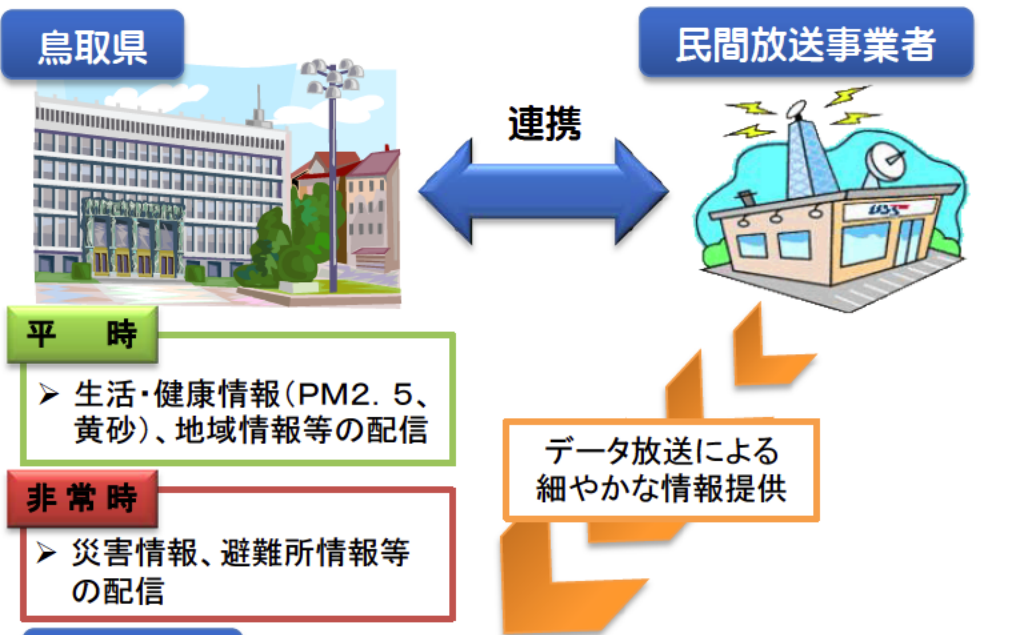 鳥取県
民間放送事業者
連携
平　時
➢ 生活・健康情報(PM2．5、
黄砂)、地域情報等の配信
非常時
➢ 災害情報、避難所情報等
の配信
データ放送による
細やかな情報提供